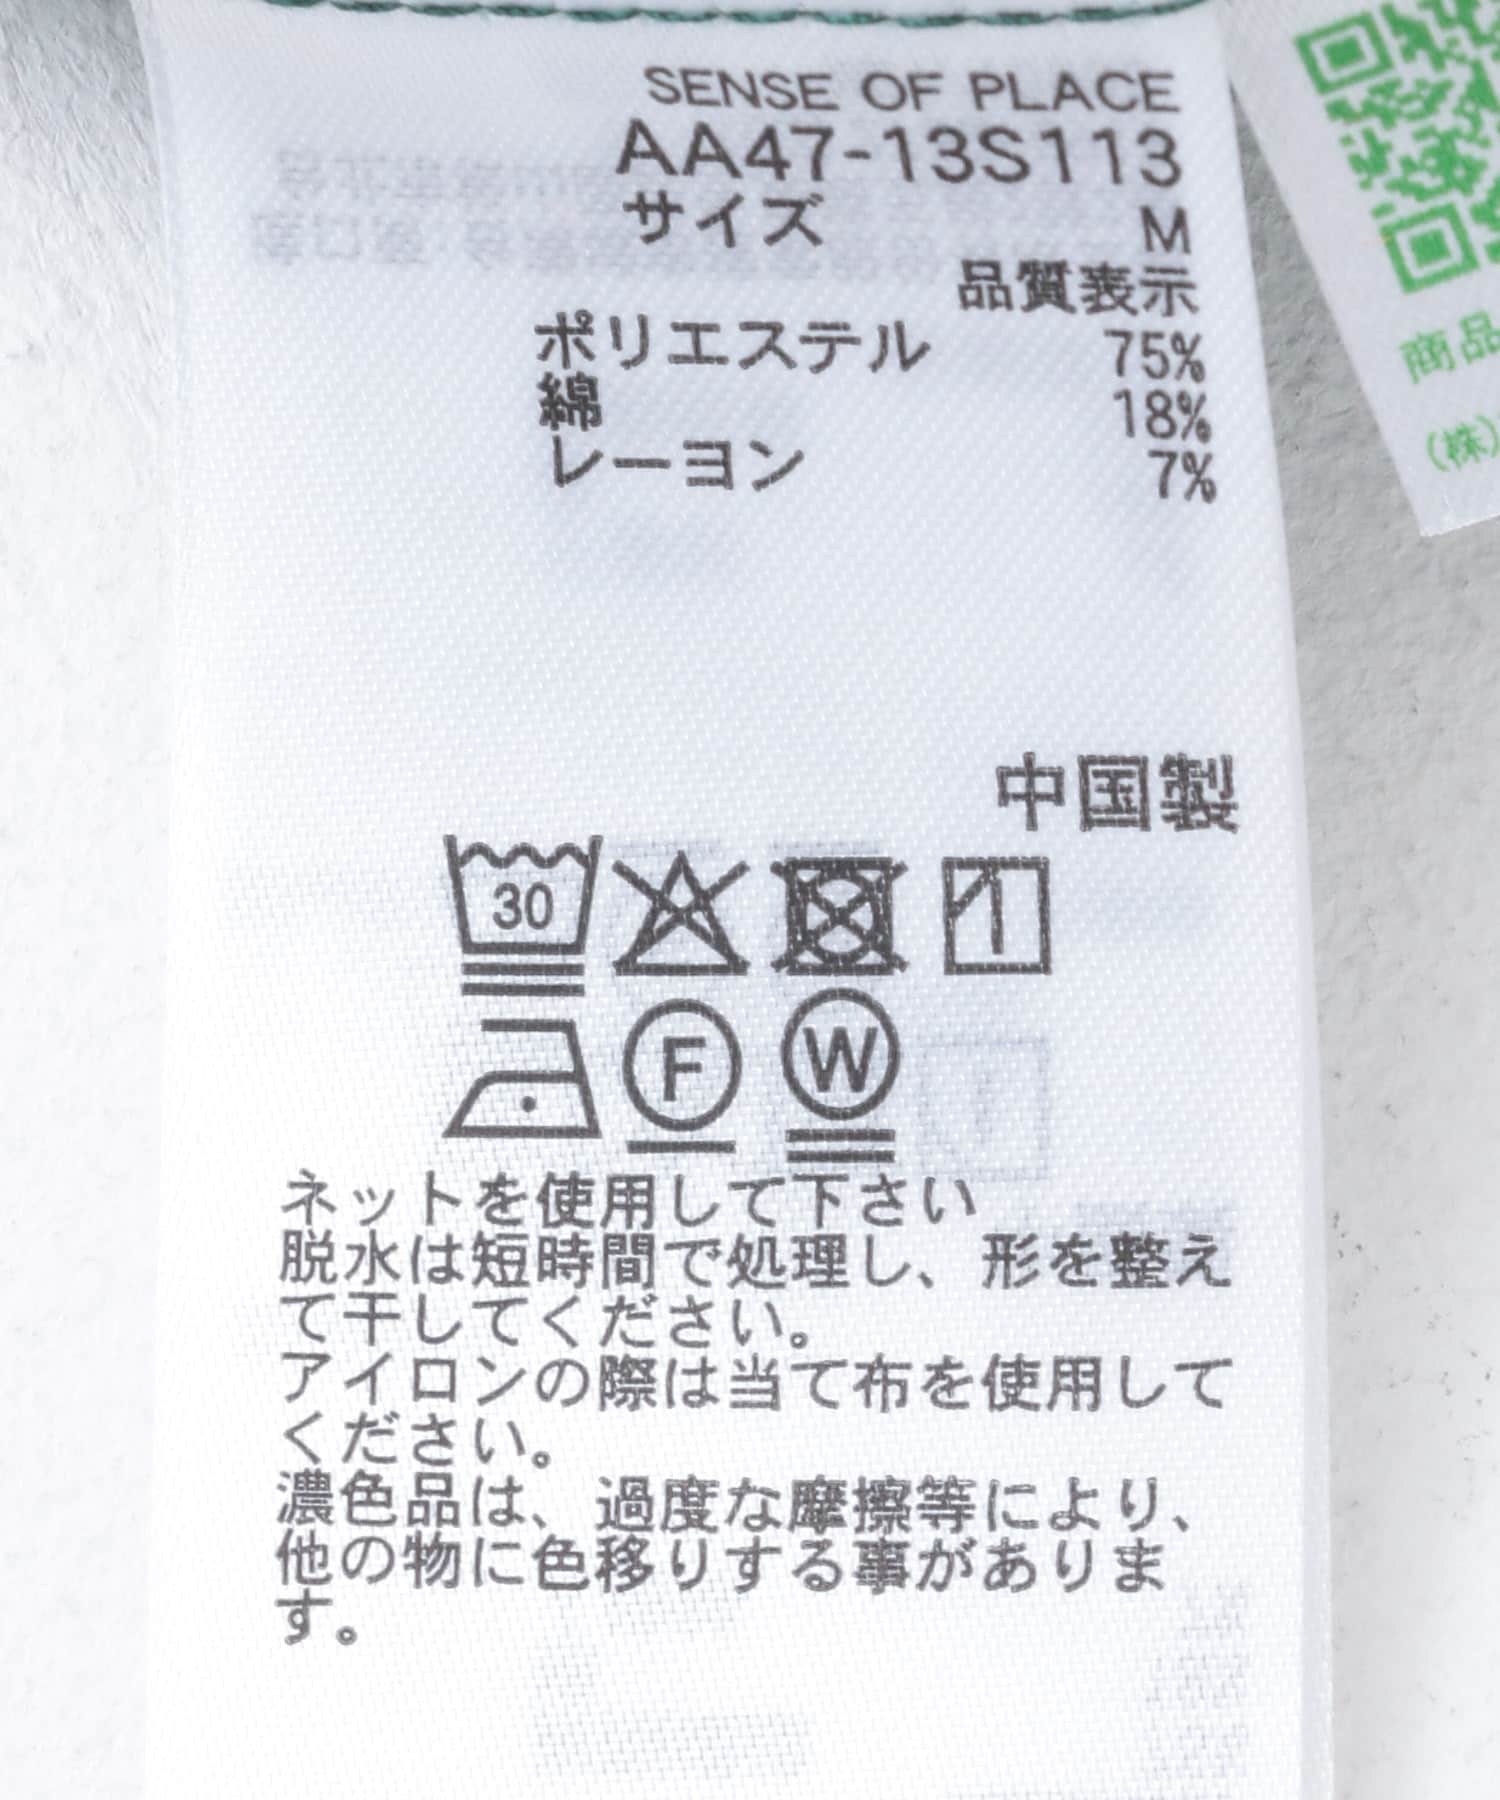 SENSE OF PLACE
AA47-13S113
サイズ M
品質表示
ポリエステル 75%
綿 18%
レーヨン 7%
中国製
30
F W
ネットを使用して下さい
脱水は短時間で処理し、形を整え
て干してください。
アイロンの際は当て布を使用して
ください。
濃色品は、過度な摩擦等により、
他の物に色移りする事がありま
す。
商品
(株)